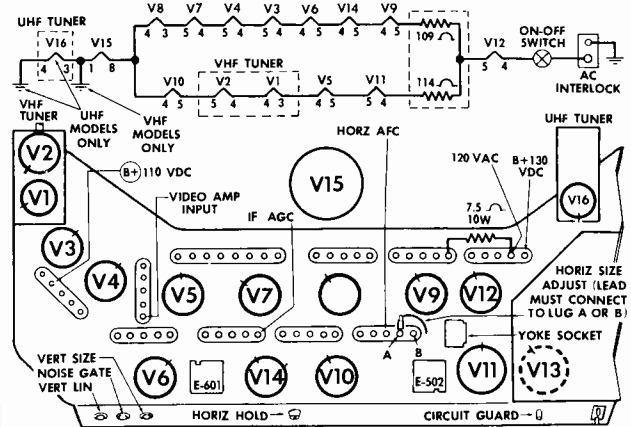 UHF TUNER
V8 V7 V4 V3 V6 V14 V9
ON-OFF
SWITCH
V16 V15
4 3 5 4 5 4 5 4 4 5 4 5 4 5
109
V12
4 3 1 8
VHF TUNER
5 4
V10 V2 V1 V5 V11
114
AC
INTERLOCK
4 5 5 4 4 3 4 5 5 4
VHF
TUNER
UHF
MODELS
ONLY
VHF
MODELS
ONLY
HORZ AFC
UHF TUNER
V2
B+ 110 VDC
120 VAC
B+130
VDC
V1
VIDEO AMP
INPUT
V15
V16
IF AGC
7.5
10W
V3
V4
V5 V7 V9 V12
HORIZ SIZE
ADJUST (LEAD
MUST CONNECT
TO LUG A OR B)
YOKE SOCKET
A B
VERT SIZE
NOISE GATE
VERT LIN
V6 E-601 V14 V10 E-502 V11 V13
HORIZ HOLD
CIRCUIT GUARD